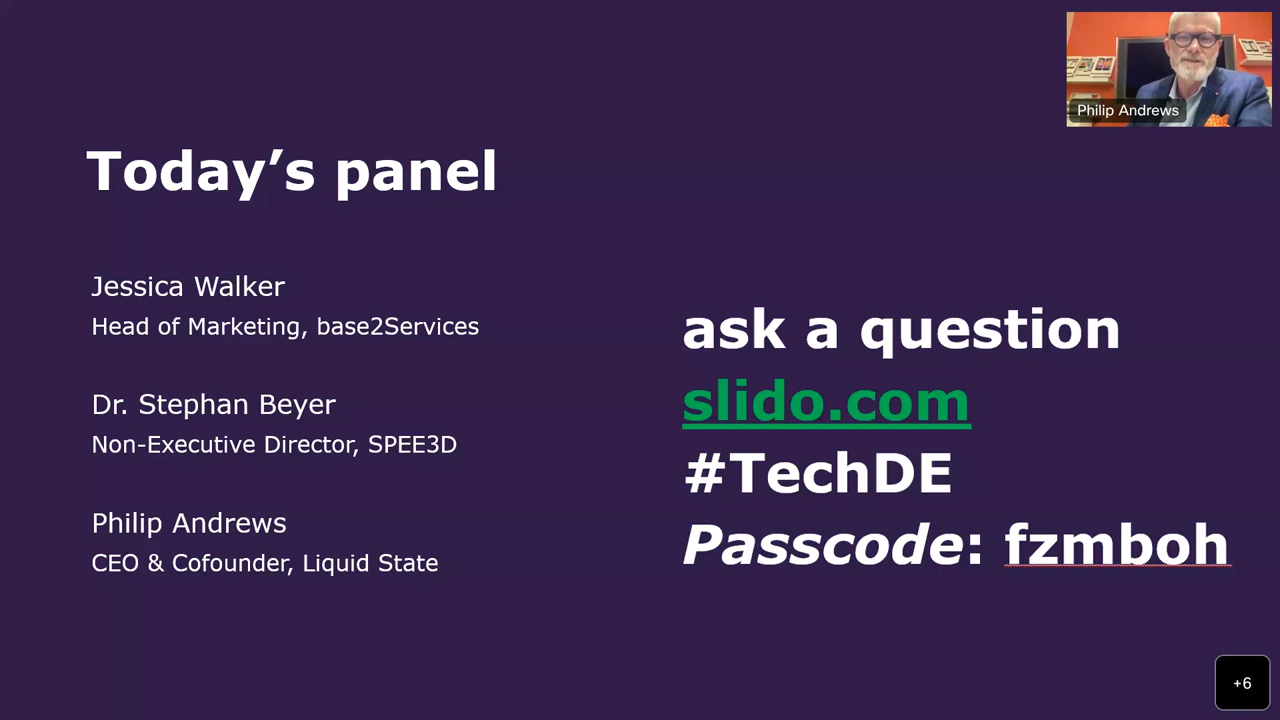 Philip Andrews
Today's panel
Jessica Walker
Head of Marketing, base2Services
Dr. Stephan Beyer
Non-Executive Director, SPEE3D
Philip Andrews
CEO & Cofounder, Liquid State
ask a question
slido.com
#TechDE
Passcode: fzmboh
+6